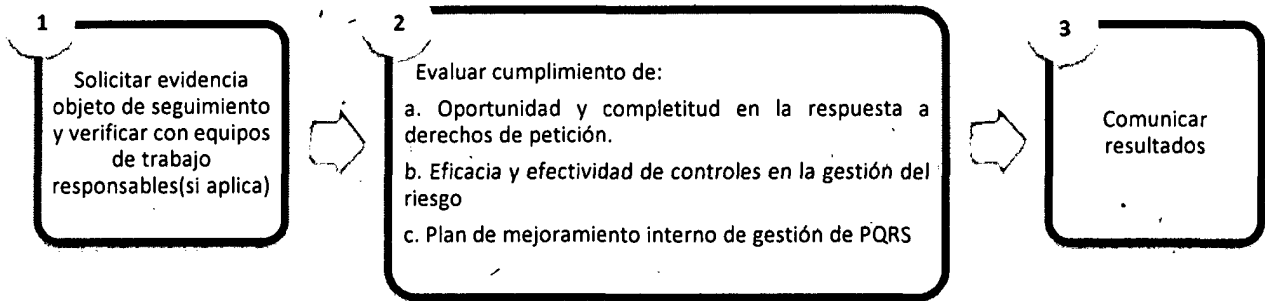 1
Solicitar evidencia
objeto de seguimiento
y verificar con equipos
de trabajo
responsables(si aplica)
2
Evaluar cumplimiento de:
a. Oportunidad y completitud en la respuesta a
derechos de petición.
b. Eficacia y efectividad de controles en la gestión del
riesgo
c. Plan de mejoramiento interno de gestión de PQRS
3
Comunicar
resultados